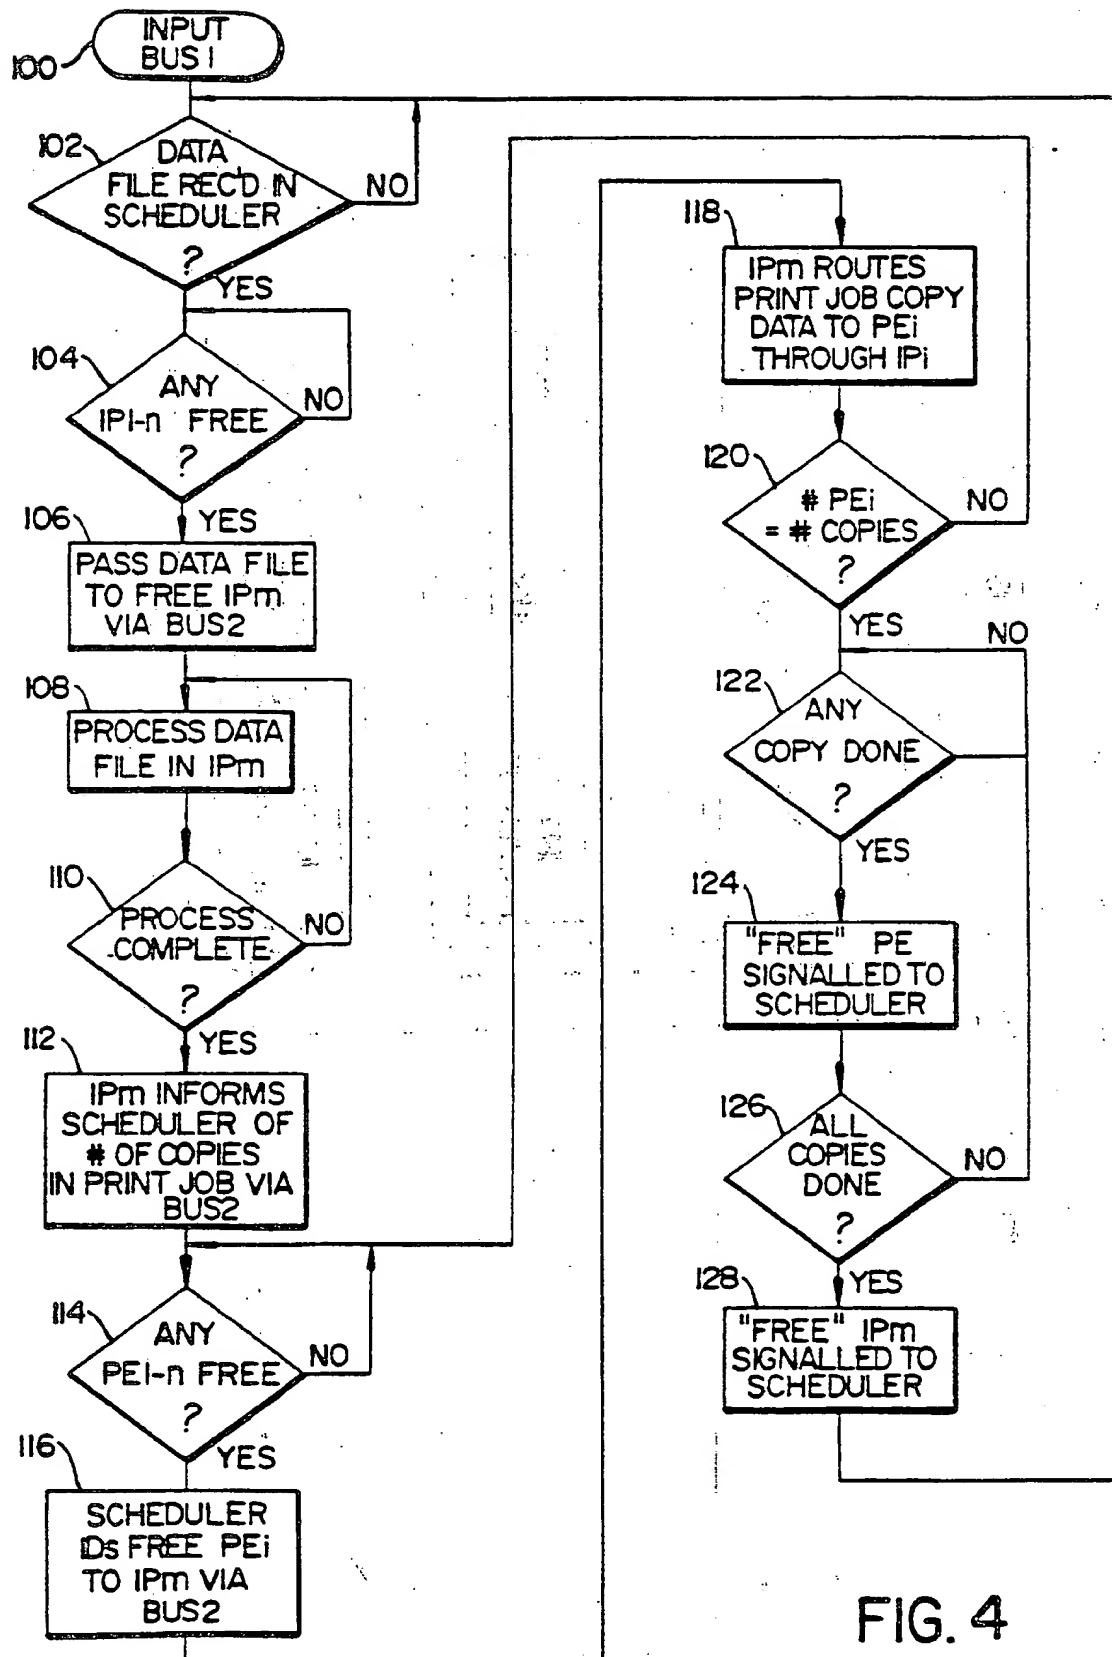 INPUT
BUS1
100
102
DATA
FILE REC'D IN
SCHEDULER
?
NO
YES
104
ANY
IPI-n FREE
?
NO
YES
106
PASS DATA FILE
TO FREE IPm
VIA BUS2
108
PROCESS DATA
FILE IN IPm
110
PROCESS
COMPLETE
?
NO
YES
112
IPm INFORMS
SCHEDULER OF
# OF COPIES
IN PRINT JOB VIA
BUS2
114
ANY
PEI-n FREE
?
NO
YES
116
SCHEDULER
IDs FREE PEi
TO IPm VIA
BUS2
118
IPm ROUTES
PRINT JOB COPY
DATA TO PEi
THROUGH IPi
120
# PEi
= # COPIES
?
NO
YES
NO
122
ANY
COPY DONE
?
YES
124
"FREE" PE
SIGNALLED TO
SCHEDULER
126
ALL
COPIES
DONE
?
NO
YES
128
"FREE" IPm
SIGNALLED TO
SCHEDULER
FIG. 4